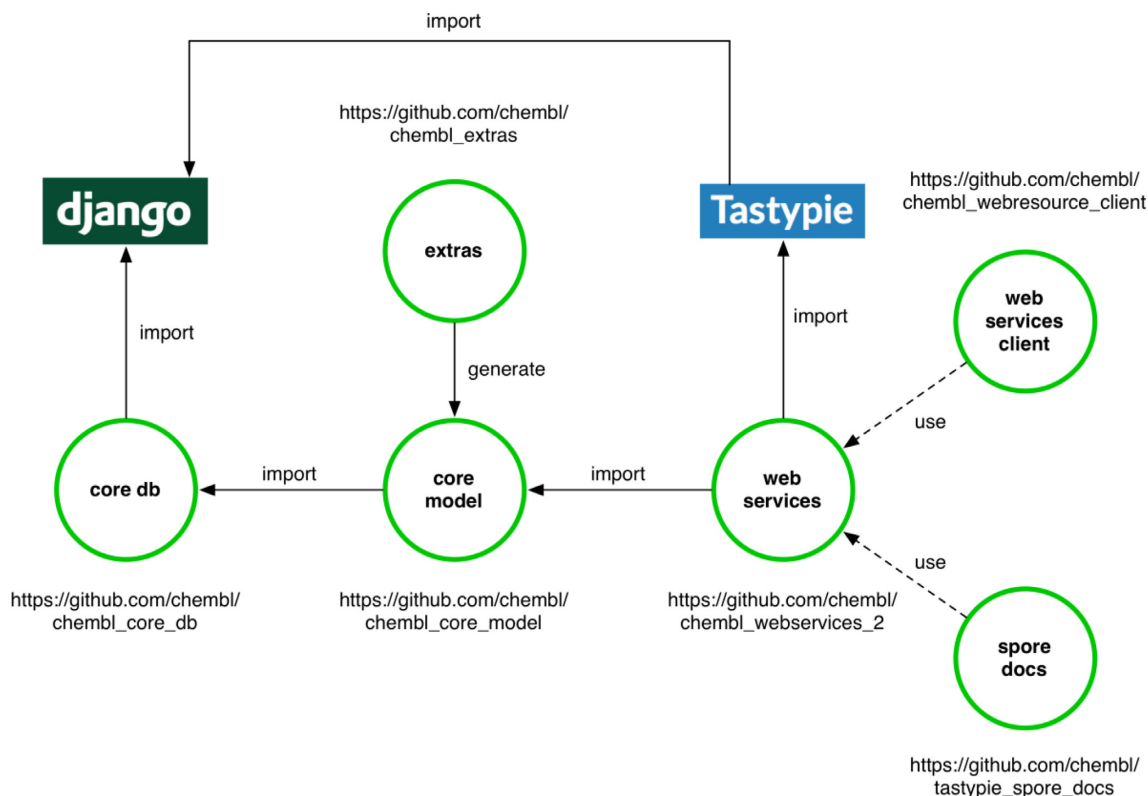 import
https://github.com/chembl/
chembl_extras
https://github.com/chembl/
chembl_webresource_client
django
extras
Tastypie
web
services
client
import
generate
import
use
core db
import
core
model
import
web
services
use
https://github.com/chembl/
chembl_core_db
https://github.com/chembl/
chembl_core_model
https://github.com/chembl/
chembl_webservices_2
spore
docs
https://github.com/chembl/
tastypie_spore_docs